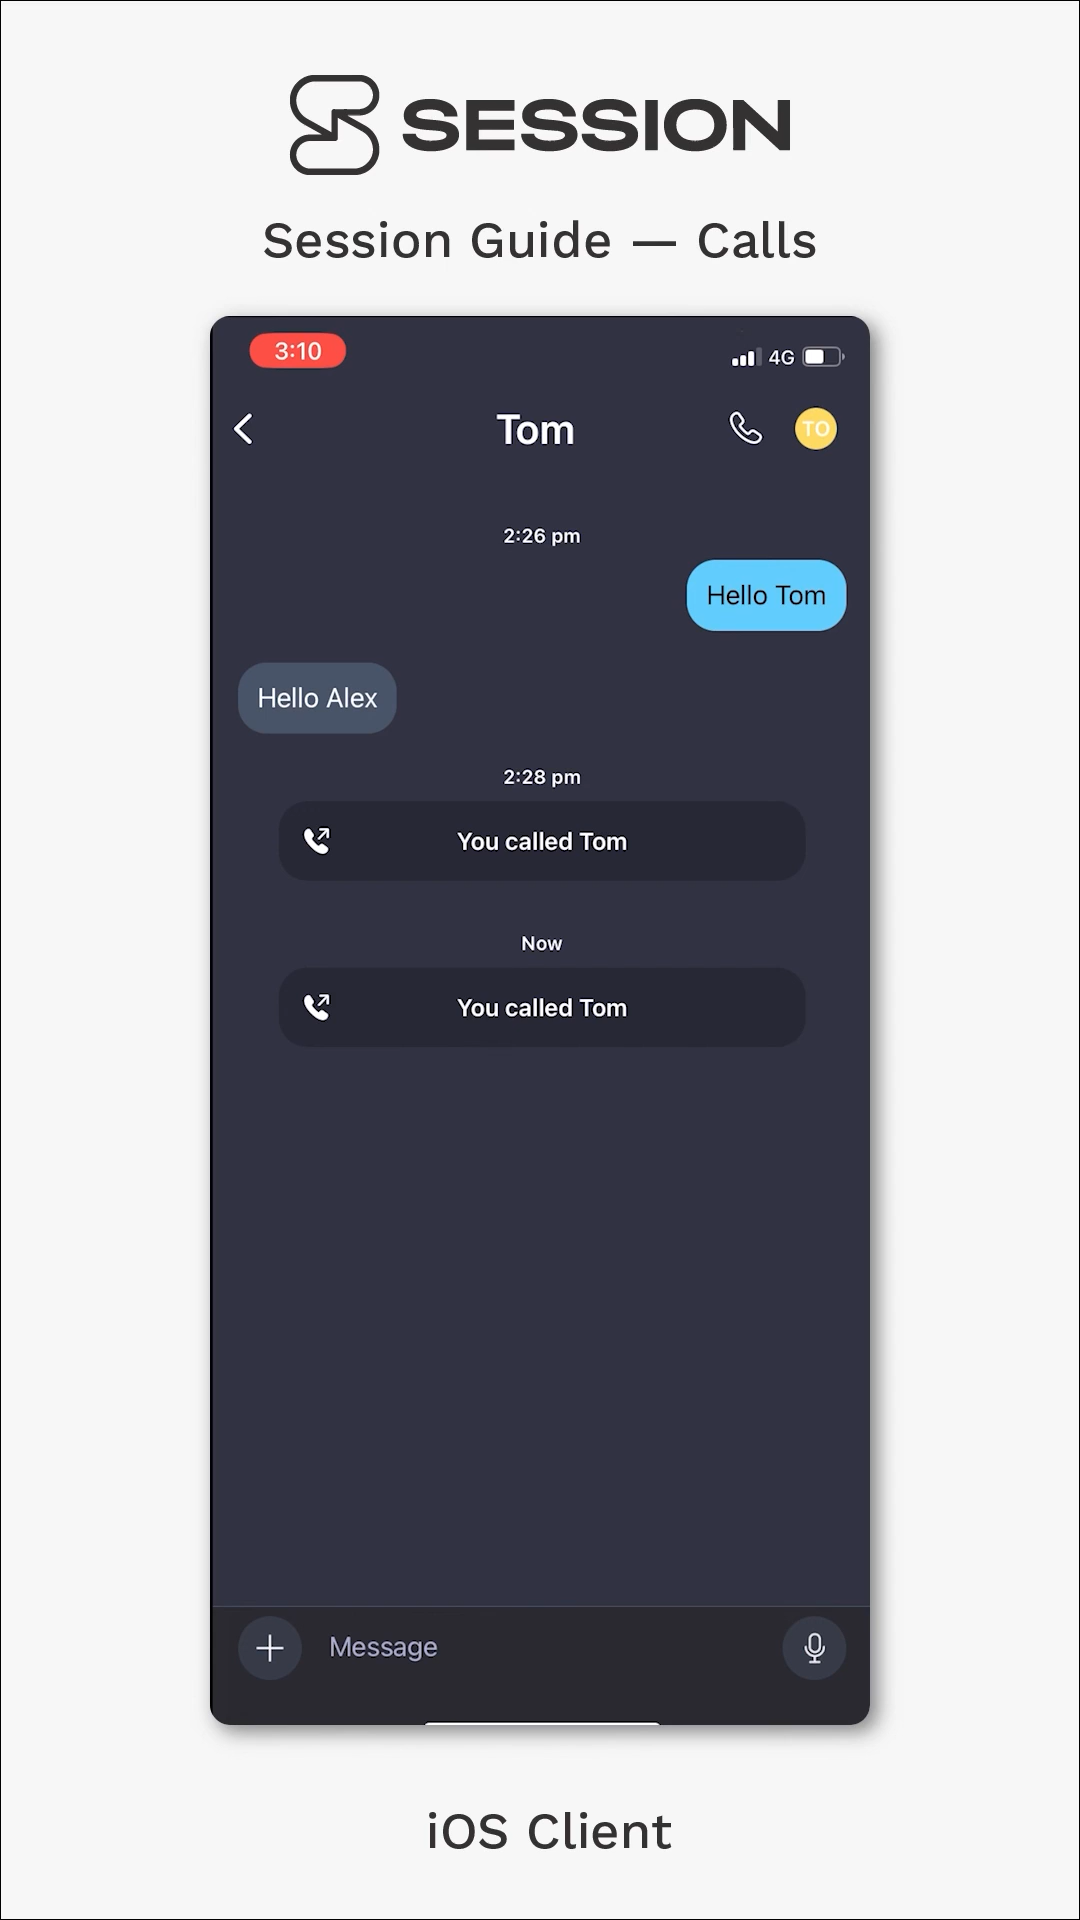 SESSION
Session Guide — Calls
3:10
4G
Tom
TO
2:26 pm
Hello Tom
Hello Alex
2:28 pm
You called Tom
Now
You called Tom
Message
iOS Client